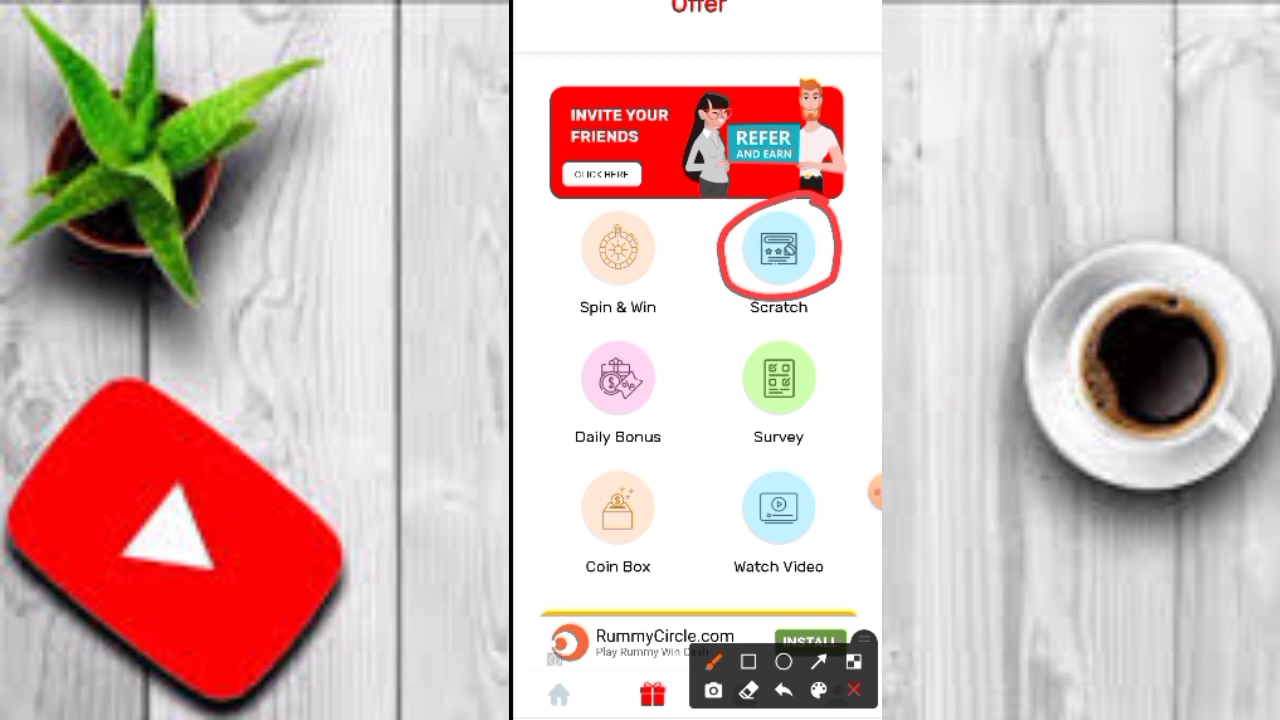 Offer
INVITE YOUR
FRIENDS
CLICK HERE
REFER
AND EARN
Spin & Win
Scratch
Daily Bonus
Survey
Coin Box
Watch Video
RummyCircle.com
Play Rummy Win Cash
INSTALL